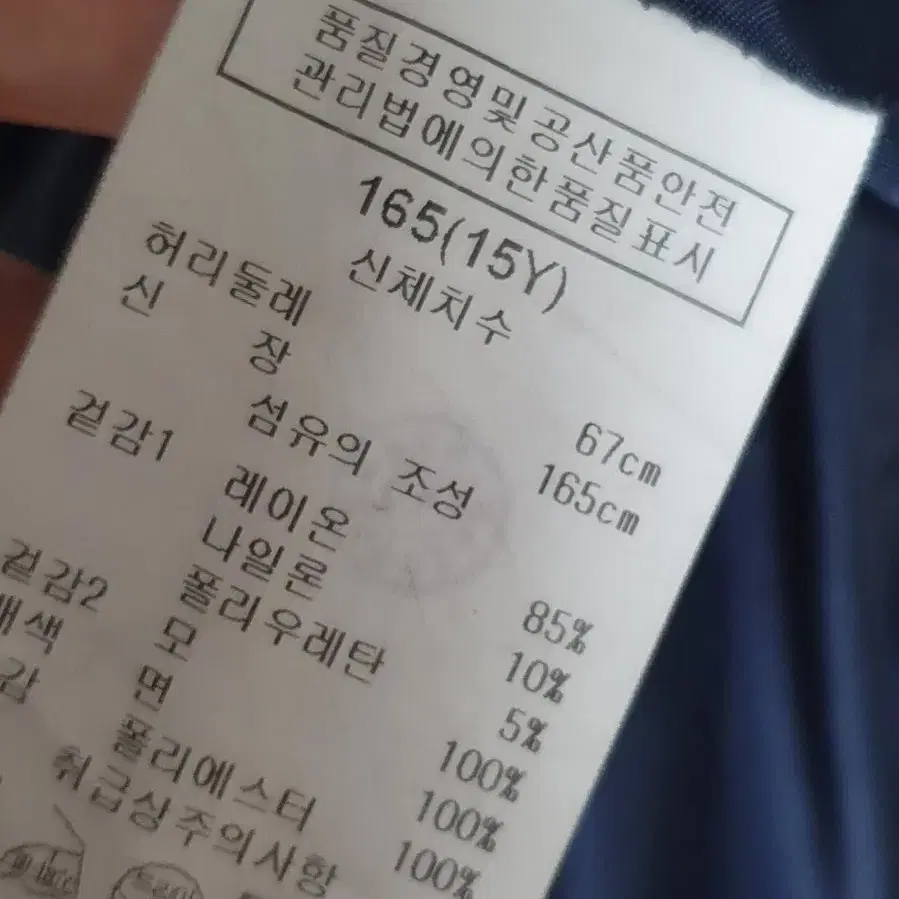 품질경영및공산품안전
관리법에의한품질표시
165(15Y)
신체치수
허리둘레 67cm
신 장 165cm
섬유의 조성
겉감1 레이온 85%
나일론 10%
폴리우레탄 5%
겉감2 모 100%
배색 면 100%
감 폴리에스터 100%
취급상주의사항
드라이